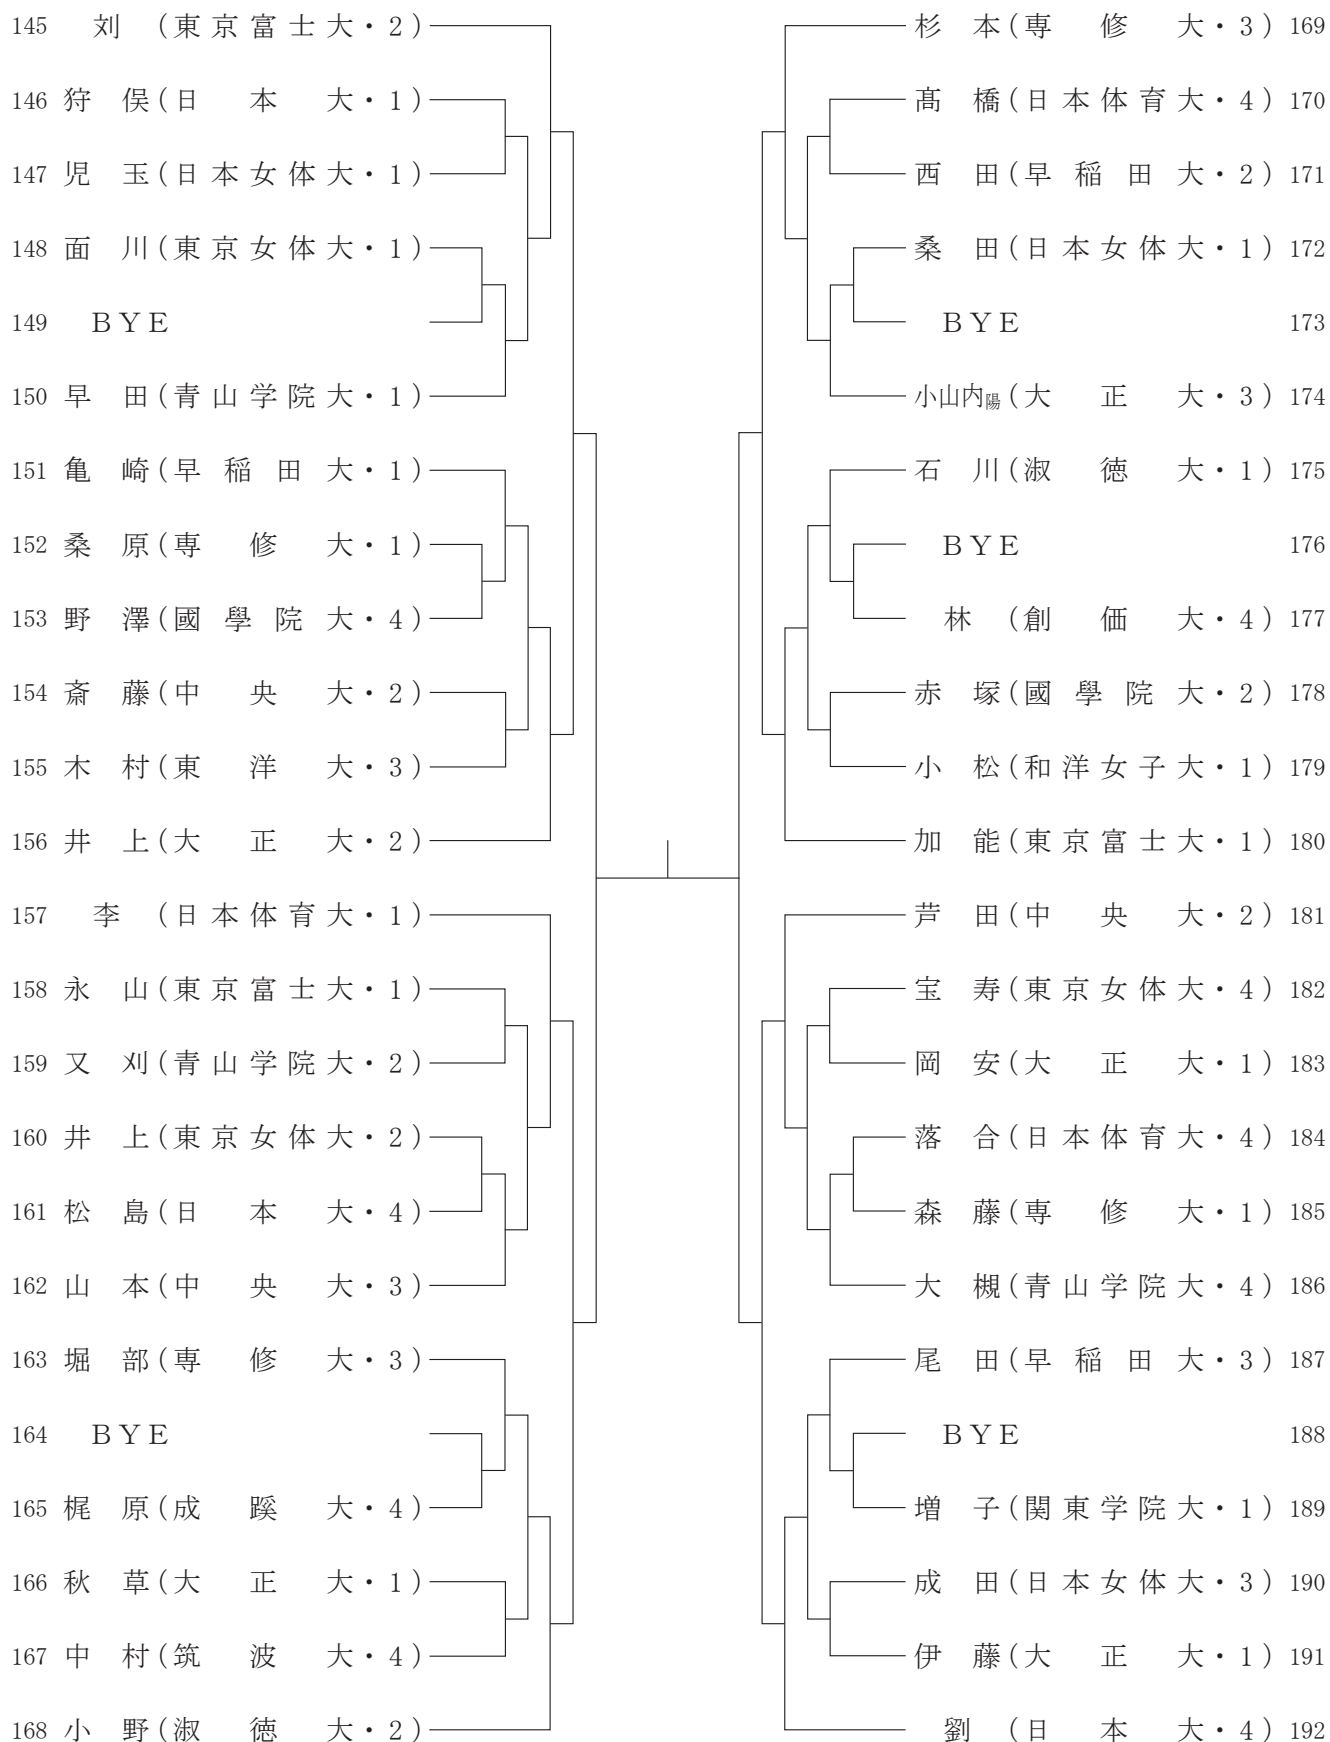 145 刘 (東京富士大・2)
146 狩俣(日本大・1)
147 児玉(日本女体大・1)
148 面川(東京女体大・1)
149 BYE
150 早田(青山学院大・1)
151 亀崎(早稲田大・1)
152 桑原(専修大・1)
153 野澤(國學院大・4)
154 斎藤(中央大・2)
155 木村(東洋大・3)
156 井上(大正大・2)
157 李 (日本体育大・1)
158 永山(東京富士大・1)
159 又刈(青山学院大・2)
160 井上(東京女体大・2)
161 松島(日本大・4)
162 山本(中央大・3)
163 堀部(専修大・3)
164 BYE
165 梶原(成蹊大・4)
166 秋草(大正大・1)
167 中村(筑波大・4)
168 小野(淑徳大・2)
杉本(専修大・3) 169
髙橋(日本体育大・4) 170
西田(早稲田大・2) 171
桑田(日本女体大・1) 172
BYE 173
小山内陽(大正大・3) 174
石川(淑徳大・1) 175
BYE 176
林 (創価大・4) 177
赤塚(國學院大・2) 178
小松(和洋女子大・1) 179
加能(東京富士大・1) 180
芦田(中央大・2) 181
宝寿(東京女体大・4) 182
岡安(大正大・1) 183
落合(日本体育大・4) 184
森藤(専修大・1) 185
大槻(青山学院大・4) 186
尾田(早稲田大・3) 187
BYE 188
増子(関東学院大・1) 189
成田(日本女体大・3) 190
伊藤(大正大・1) 191
劉 (日本大・4) 192